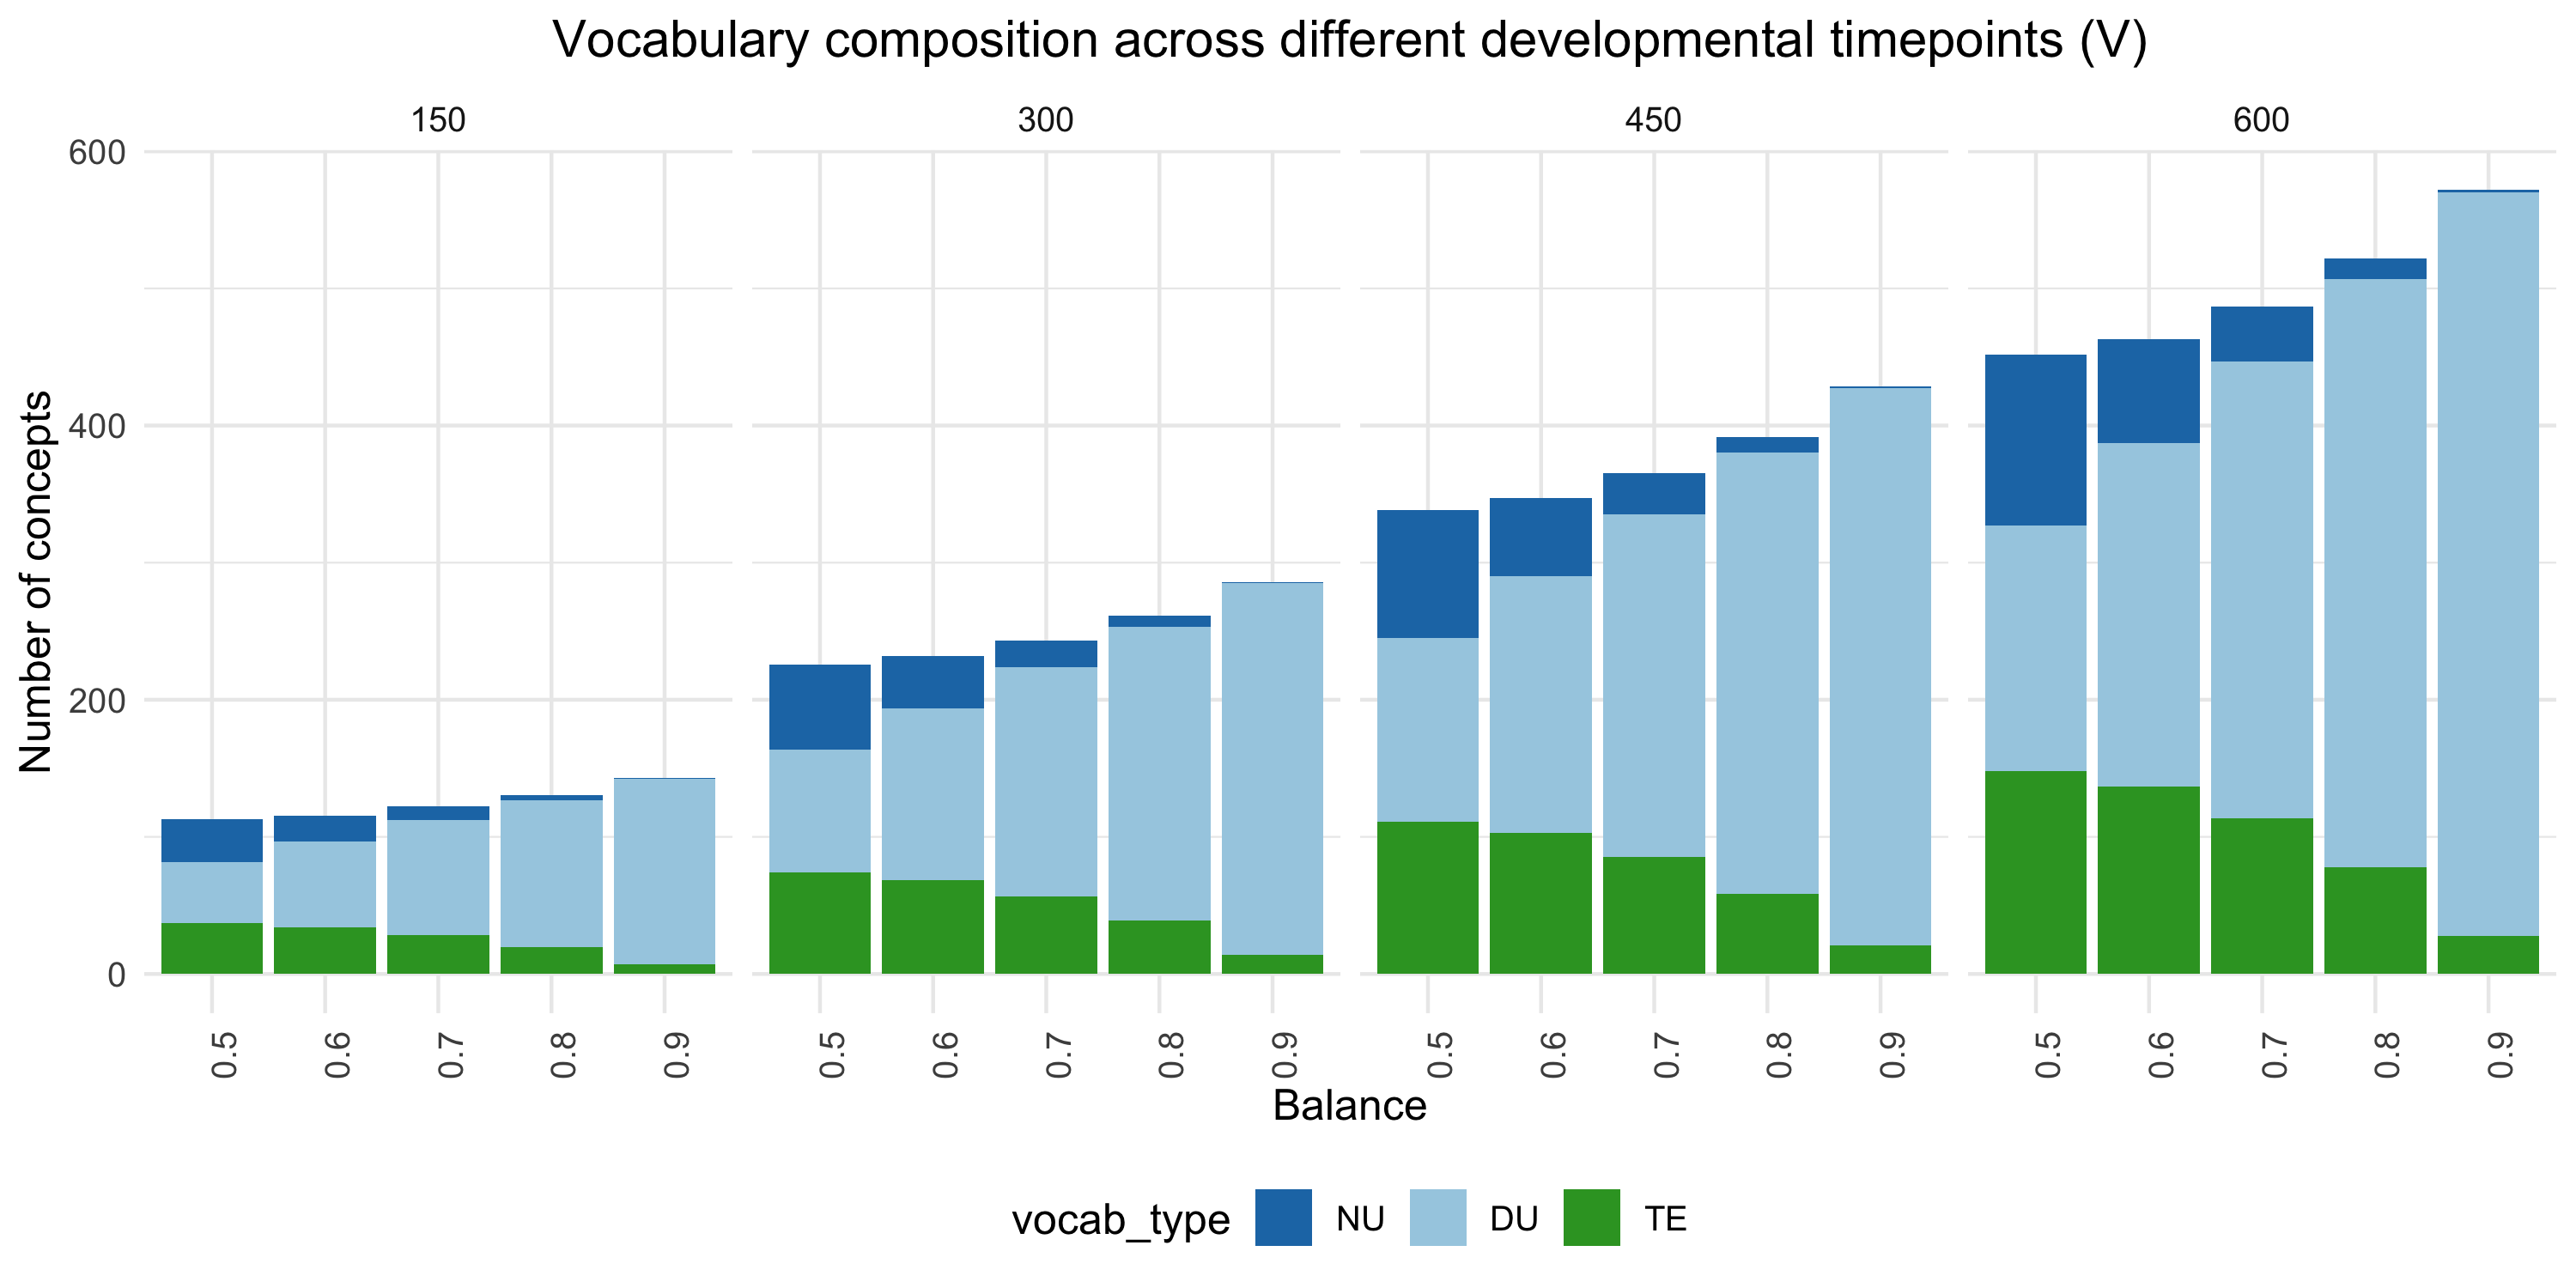 Vocabulary composition across different developmental timepoints (V)
150 300 450 600
Number of concepts
600
400
200
0
0.5 0.6 0.7 0.8 0.9 0.5 0.6 0.7 0.8 0.9 0.5 0.6 0.7 0.8 0.9 0.5 0.6 0.7 0.8 0.9
Balance
vocab_type NU DU TE